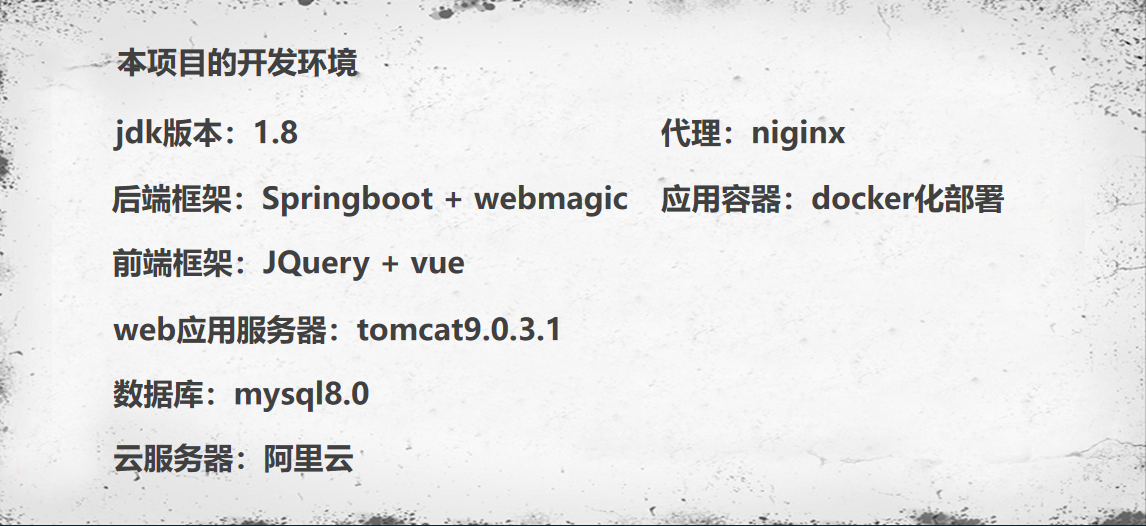 本项目的开发环境
jdk版本：1.8
代理：niginx
后端框架：Springboot + webmagic
应用容器：docker化部署
前端框架：JQuery + vue
web应用服务器：tomcat9.0.3.1
数据库：mysql8.0
云服务器：阿里云